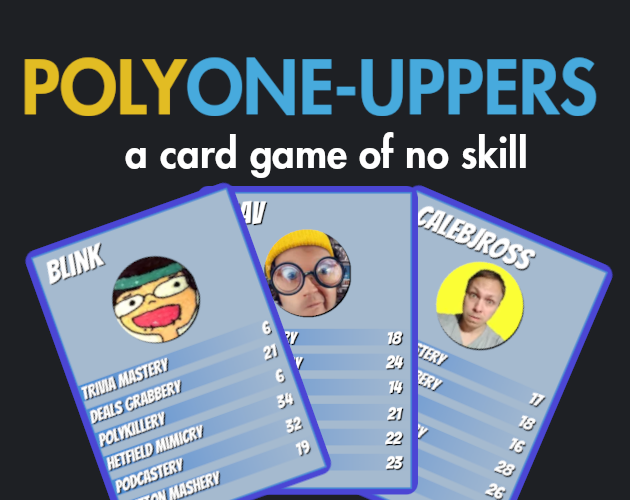 POLYONE-UPPERS
a card game of no skill
BLINK
6
TRIVIA MASTERY 21
DEALS GRABBERY 6
POLYKILLERY 34
HETFIELD MIMICRY 32
PODCASTERY 19
18
24
14
21
22
23
CALEBJROSS
17
18
16
28
26